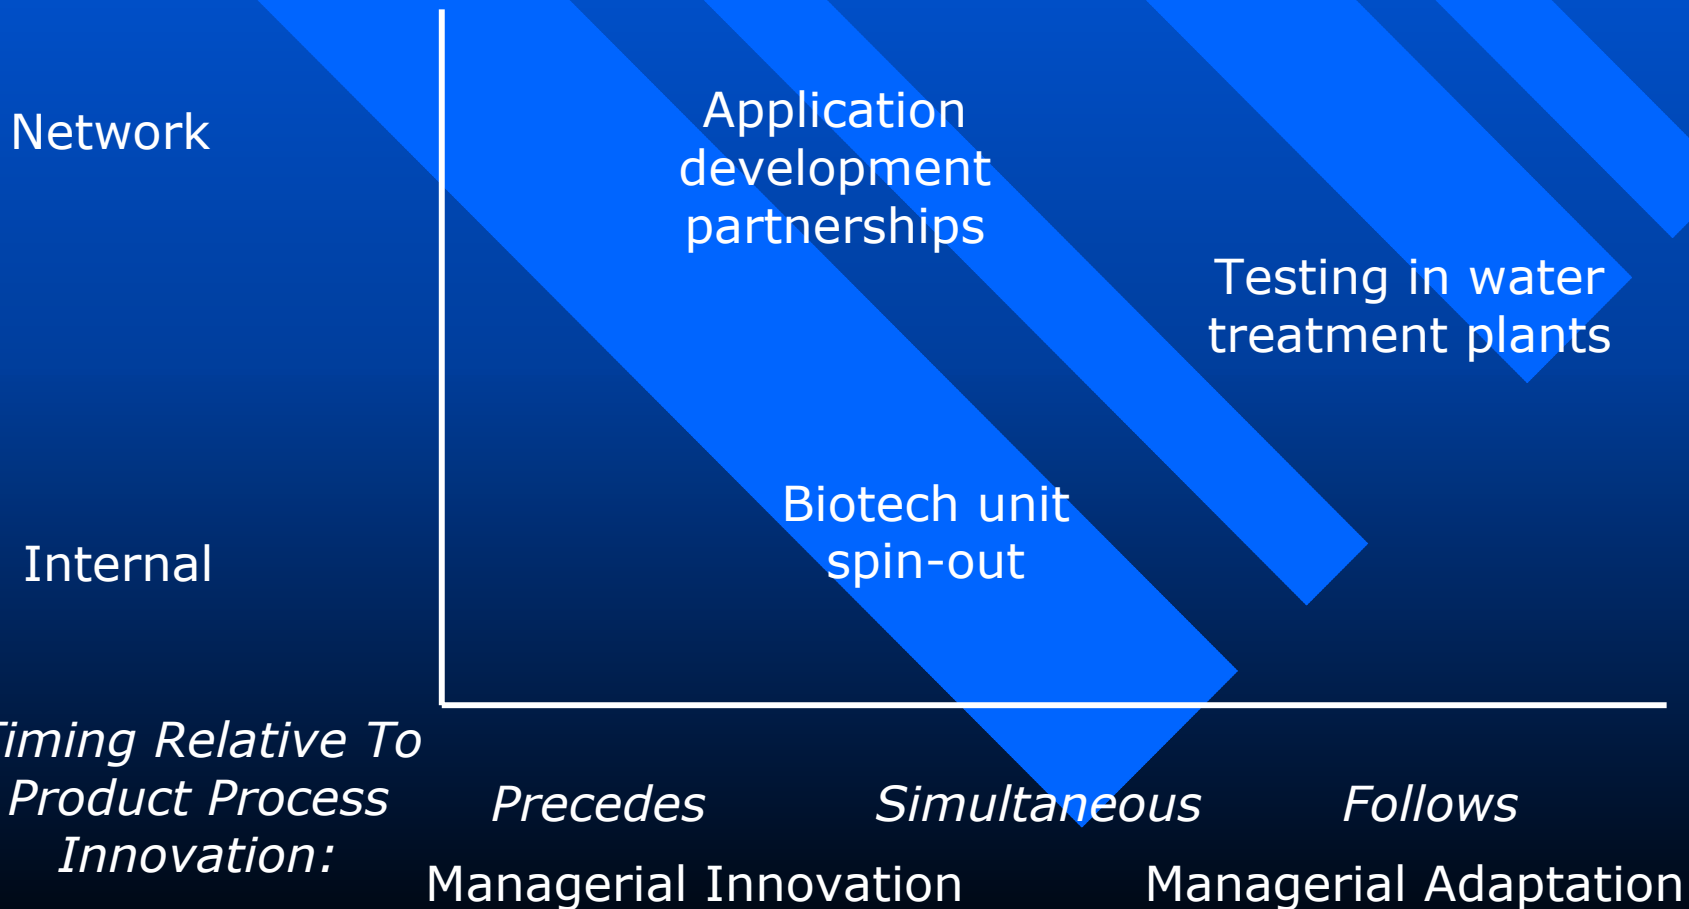 Network
Application
development
partnerships
Testing in water
treatment plants
Biotech unit
spin-out
Internal
Timing Relative To
Product Process
Innovation:
Precedes
Simultaneous
Follows
Managerial Innovation
Managerial Adaptation